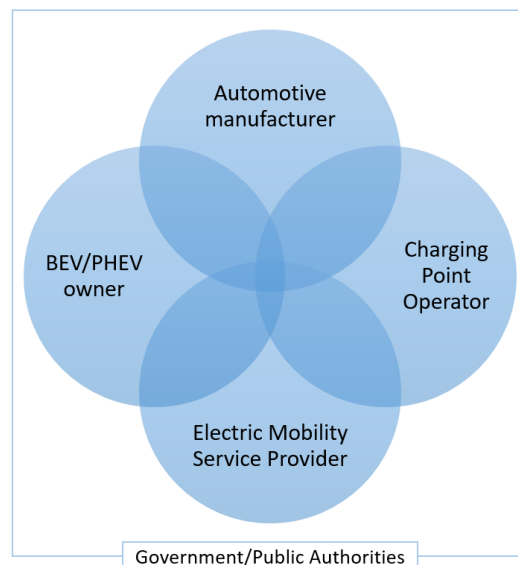 Automotive
manufacturer
BEV/PHEV
owner
Charging
Point
Operator
Electric Mobility
Service Provider
Government/Public Authorities